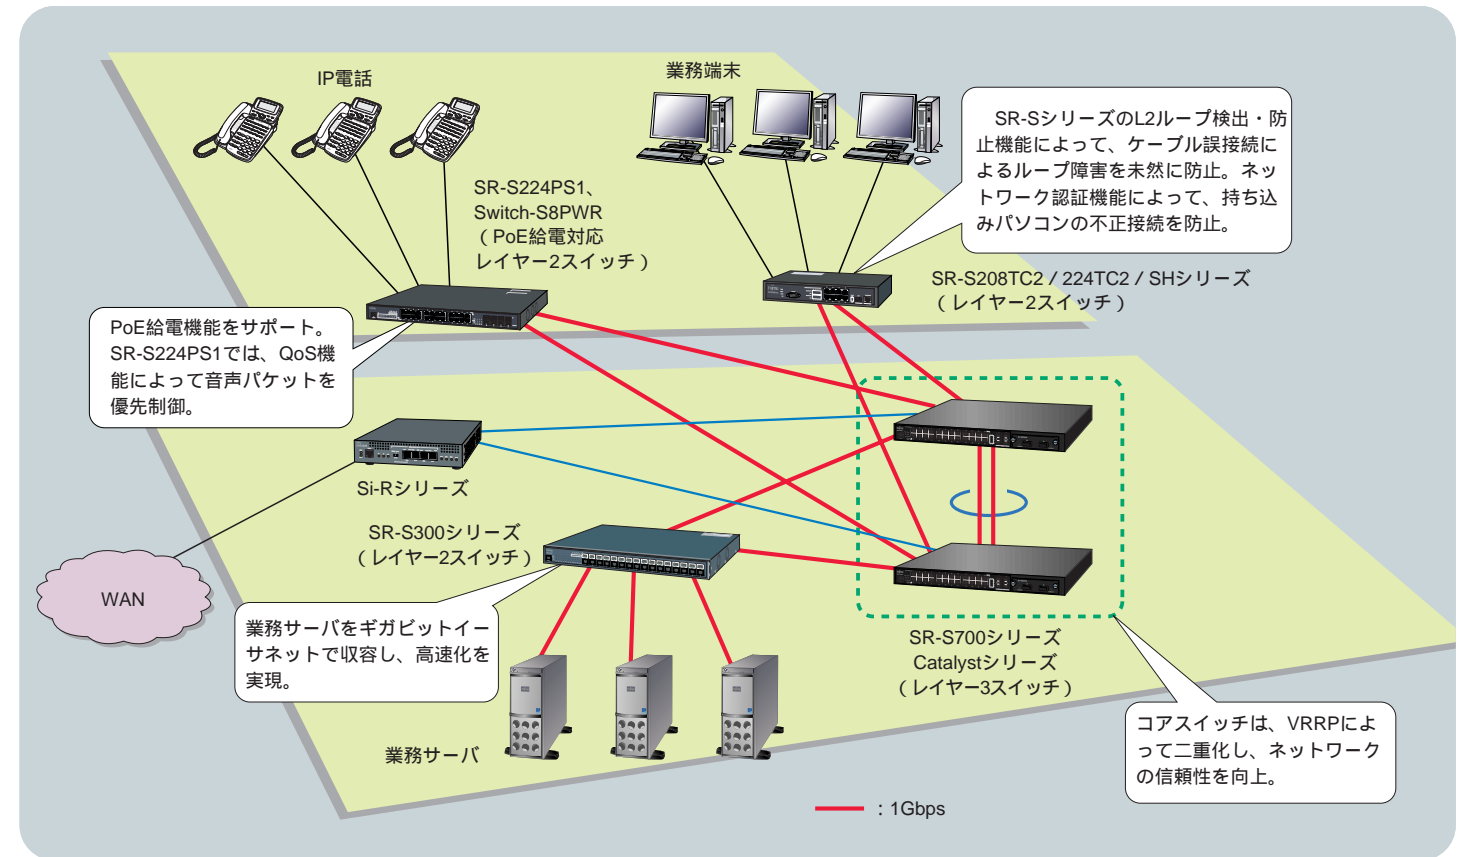 IP電話
業務端末
SR-SシリーズのL2ループ検出・防
止機能によって、ケーブル誤接続に
よるループ障害を未然に防止。ネッ
トワーク認証機能によって、持ち込
みパソコンの不正接続を防止。
SR-S224PS1、
Switch-S8PWR
（PoE給電対応
レイヤー2スイッチ）
SR-S208TC2 / 224TC2 / SHシリーズ
（レイヤー2スイッチ）
PoE給電機能をサポート。
SR-S224PS1では、QoS機
能によって音声パケットを
優先制御。
Si-Rシリーズ
SR-S300シリーズ
（レイヤー2スイッチ）
WAN
業務サーバをギガビットイー
サネットで収容し、高速化を
実現。
SR-S700シリーズ
Catalystシリーズ
（レイヤー3スイッチ）
コアスイッチは、VRRPによ
って二重化し、ネットワーク
の信頼性を向上。
業務サーバ
：1Gbps